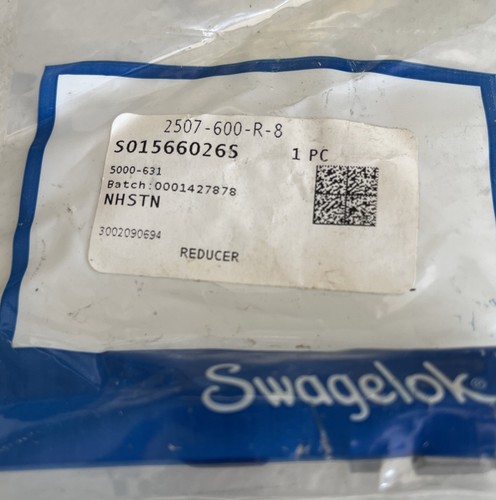 2507-600-R-8
S01566026S 1 PC
5000-631
Batch:0001427878
NHSTN
3002090694
REDUCER
Swagelok®